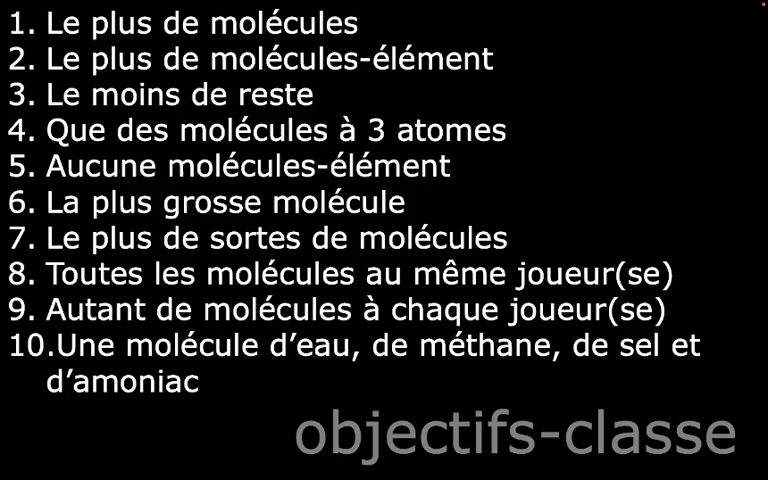 1. Le plus de molécules
2. Le plus de molécules-élément
3. Le moins de reste
4. Que des molécules à 3 atomes
5. Aucune molécules-élément
6. La plus grosse molécule
7. Le plus de sortes de molécules
8. Toutes les molécules au même joueur(se)
9. Autant de molécules à chaque joueur(se)
10.Une molécule d’eau, de méthane, de sel et
d’amoniac
objectifs-classe